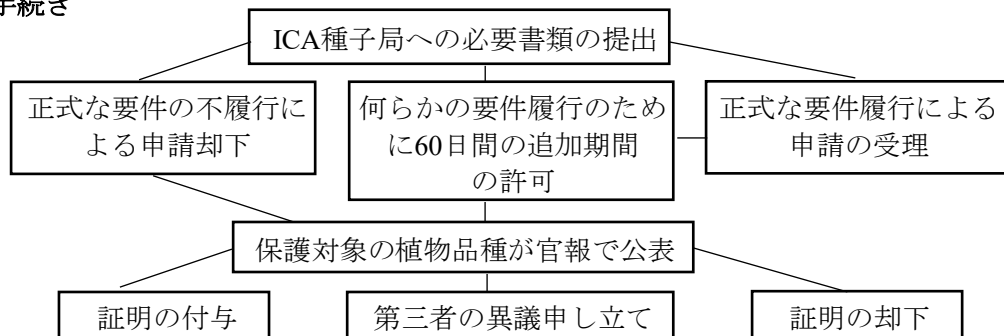 手続き
ICA種子局への必要書類の提出
正式な要件の不履行に
よる申請却下
何らかの要件履行のため
に60日間の追加期間
の許可
正式な要件履行による
申請の受理
保護対象の植物品種が官報で公表
証明の付与
第三者の異議申し立て
証明の却下